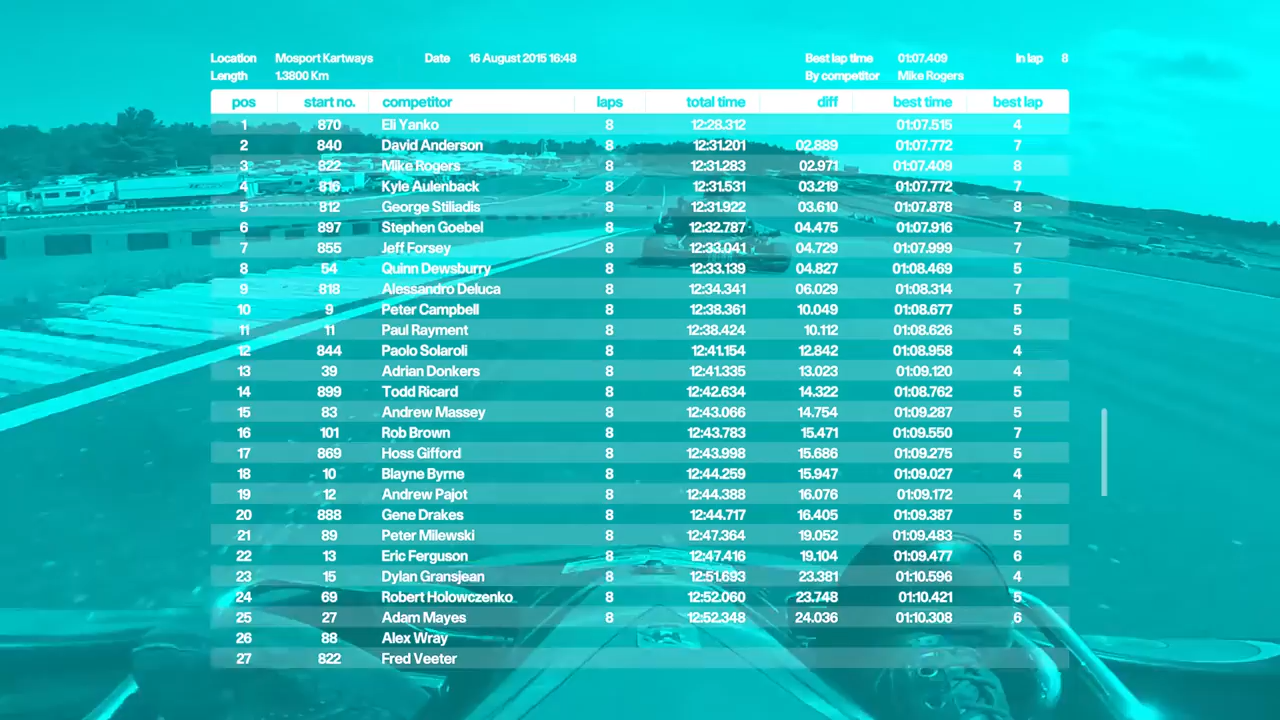 Location Mosport Kartways Date 16 August 2015 16:48 Best lap time 01:07.409 In lap 8
Length 1.3800 Km By competitor Mike Rogers
pos start no. competitor laps total time diff best time best lap
1 870 Eli Yanko 8 12:28.312 01:07.515 4
2 840 David Anderson 8 12:31.201 02.889 01:07.772 7
3 822 Mike Rogers 8 12:31.283 02.971 01:07.409 8
4 816 Kyle Aulenback 8 12:31.531 03.219 01:07.772 7
5 812 George Stiliadis 8 12:31.922 03.610 01:07.878 8
6 897 Stephen Goebel 8 12:32.787 04.475 01:07.916 7
7 855 Jeff Forsey 8 12:33.041 04.729 01:07.999 7
8 54 Quinn Dewsburry 8 12:33.139 04.827 01:08.469 5
9 818 Alessandro Deluca 8 12:34.341 06.029 01:08.314 7
10 9 Peter Campbell 8 12:38.361 10.049 01:08.677 5
11 11 Paul Rayment 8 12:38.424 10.112 01:08.626 5
12 844 Paolo Solaroli 8 12:41.154 12.842 01:08.958 4
13 39 Adrian Donkers 8 12:41.335 13.023 01:09.120 4
14 899 Todd Ricard 8 12:42.634 14.322 01:08.762 5
15 83 Andrew Massey 8 12:43.066 14.754 01:09.287 5
16 101 Rob Brown 8 12:43.783 15.471 01:09.550 7
17 869 Hoss Gifford 8 12:43.998 15.686 01:09.275 5
18 10 Blayne Byrne 8 12:44.259 15.947 01:09.027 4
19 12 Andrew Pajot 8 12:44.388 16.076 01:09.172 4
20 888 Gene Drakes 8 12:44.717 16.405 01:09.387 5
21 89 Peter Milewski 8 12:47.364 19.052 01:09.483 5
22 13 Eric Ferguson 8 12:47.416 19.104 01:09.477 6
23 15 Dylan Gransjean 8 12:51.693 23.381 01:10.596 4
24 69 Robert Holowczenko 8 12:52.060 23.748 01:10.421 5
25 27 Adam Mayes 8 12:52.348 24.036 01:10.308 6
26 88 Alex Wray
27 822 Fred Veeter